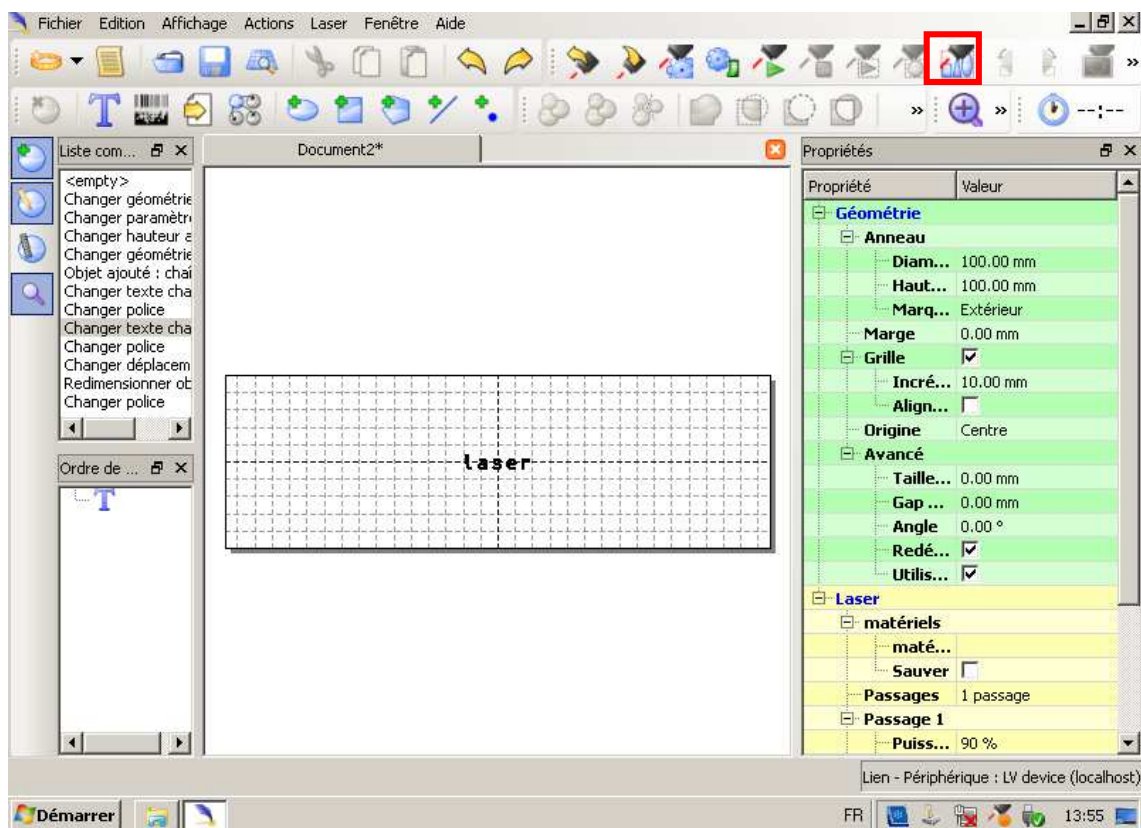 Fichier Edition Affichage Actions Laser Fenêtre Aide
»
» » --:--
Liste com...
<empty>
Changer géométrie
Changer paramètr
Changer hauteur a
Changer géométrie
Objet ajouté : chaî
Changer texte cha
Changer police
Changer texte cha
Changer police
Changer déplacem
Redimensionner ob
Changer police
Ordre de ...
T
Document2*
laser
Propriétés
Propriété Valeur
Géométrie
Anneau
Diam... 100.00 mm
Haut... 100.00 mm
Marq... Extérieur
Marge 0.00 mm
Grille
Incré... 10.00 mm
Align...
Origine Centre
Avancé
Taille... 0.00 mm
Gap ... 0.00 mm
Angle 0.00 °
Redé...
Utilis...
Laser
matériels
maté...
Sauver
Passages 1 passage
Passage 1
Puiss... 90 %
Lien - Périphérique : LV device (localhost)
Démarrer FR 13:55